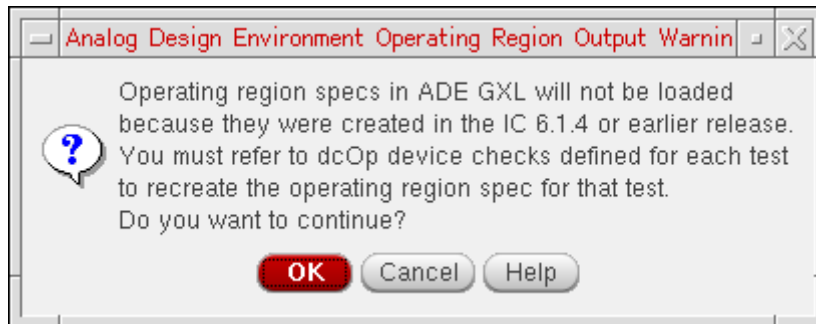 Analog Design Environment Operating Region Output Warnin
Operating region specs in ADE GXL will not be loaded
because they were created in the IC 6.1.4 or earlier release.
You must refer to dcOp device checks defined for each test
to recreate the operating region spec for that test.
Do you want to continue?
OK Cancel Help